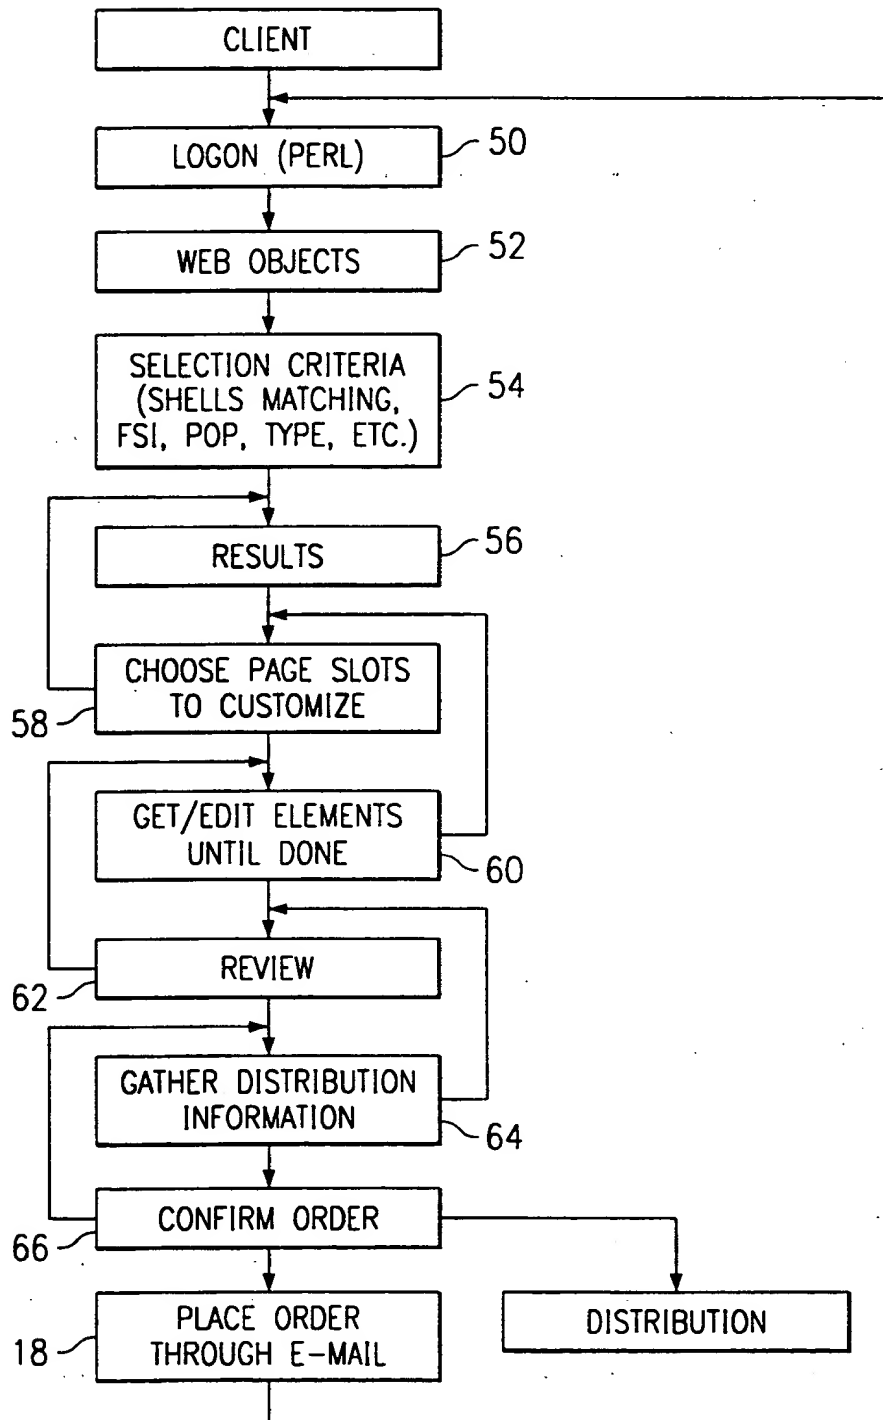 CLIENT
LOGON (PERL)
50
WEB OBJECTS
52
SELECTION CRITERIA
(SHELLS MATCHING,
FSI, POP, TYPE, ETC.)
54
RESULTS
56
CHOOSE PAGE SLOTS
TO CUSTOMIZE
58
GET/EDIT ELEMENTS
UNTIL DONE
60
REVIEW
62
GATHER DISTRIBUTION
INFORMATION
64
CONFIRM ORDER
66
PLACE ORDER
THROUGH E-MAIL
18
DISTRIBUTION